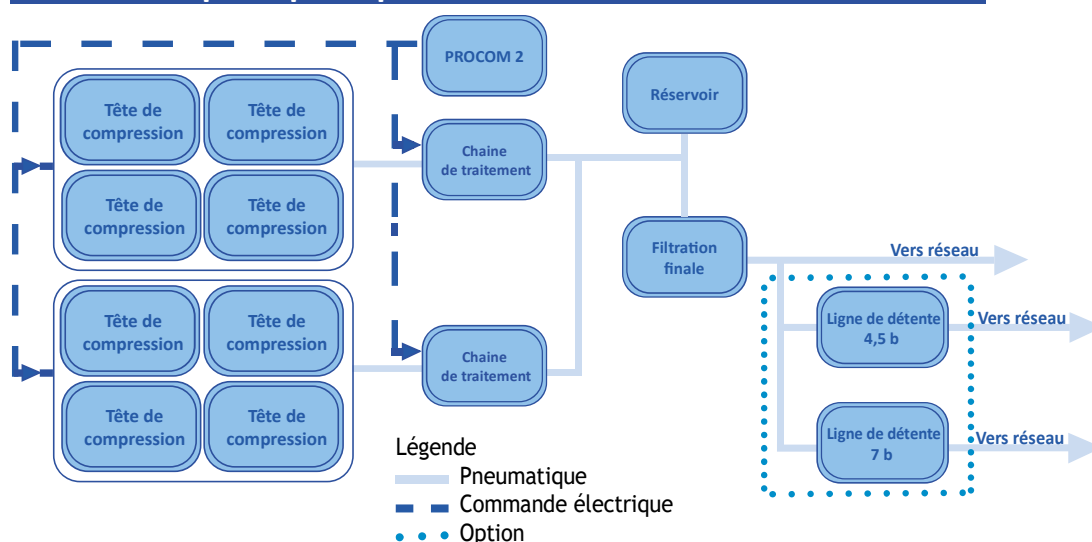 PROCOM 2
Réservoir
Tête de
compression
Tête de
compression
Tête de
compression
Tête de
compression
Chaine
de traitement
Filtration
finale
Vers réseau
Tête de
compression
Tête de
compression
Tête de
compression
Tête de
compression
Chaine
de traitement
Ligne de détente
4,5 b
Vers réseau
Ligne de détente
7 b
Vers réseau
Légende
Pneumatique
Commande électrique
Option